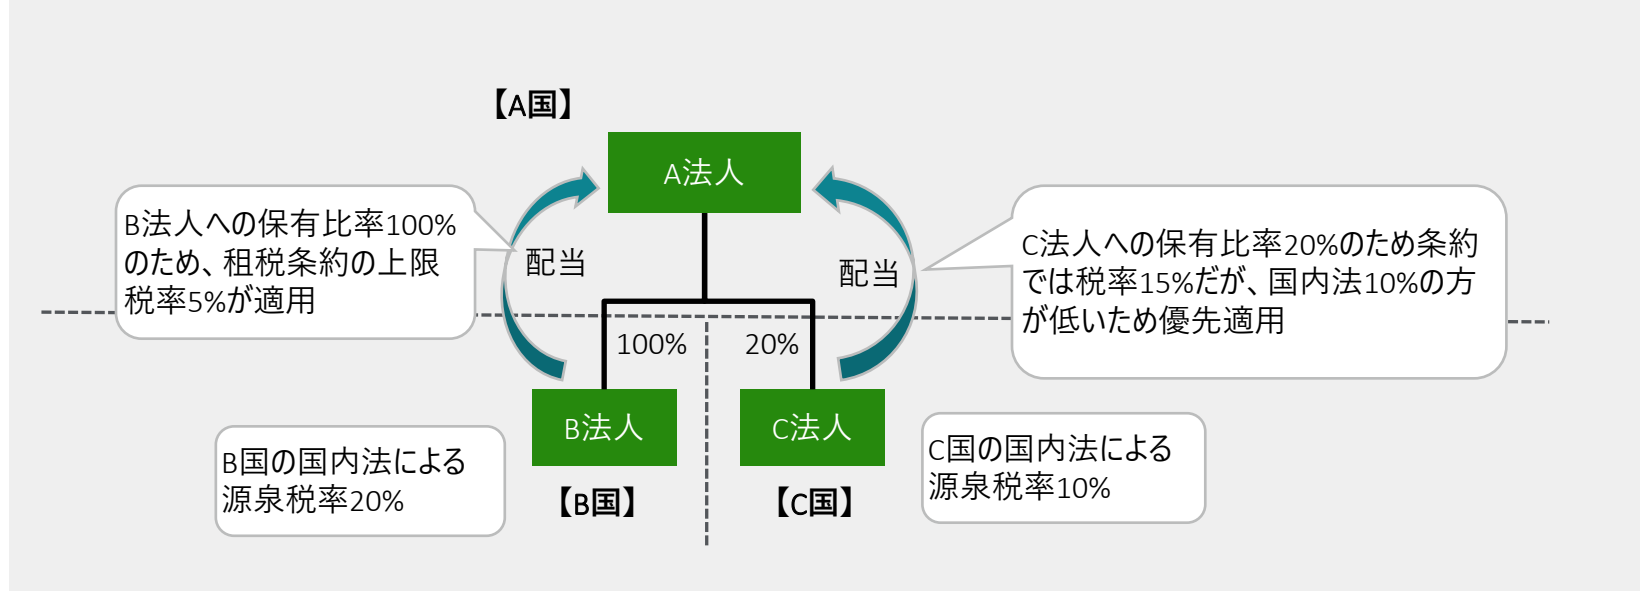 【A国】
A法人
B法人への保有比率100%
のため、租税条約の上限
税率5%が適用
配当
配当
C法人への保有比率20%のため条約
では税率15%だが、国内法10%の方
が低いため優先適用
100%
20%
B法人
C法人
B国の国内法による
源泉税率20%
【B国】
【C国】
C国の国内法による
源泉税率10%